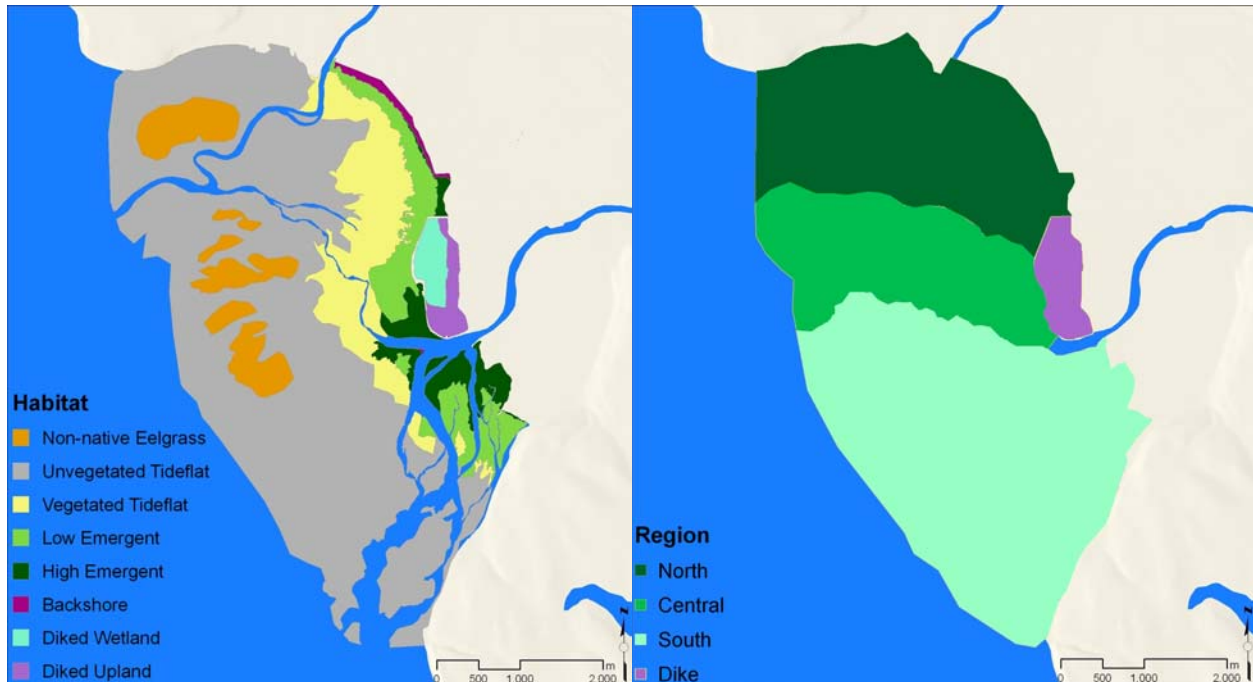 Habitat
Non-native Eelgrass
Unvegetated Tideflat
Vegetated Tideflat
Low Emergent
High Emergent
Backshore
Diked Wetland
Diked Upland
m
0 500 1,000 2,000
Region
North
Central
South
Dike
m
0 500 1,000 2,000